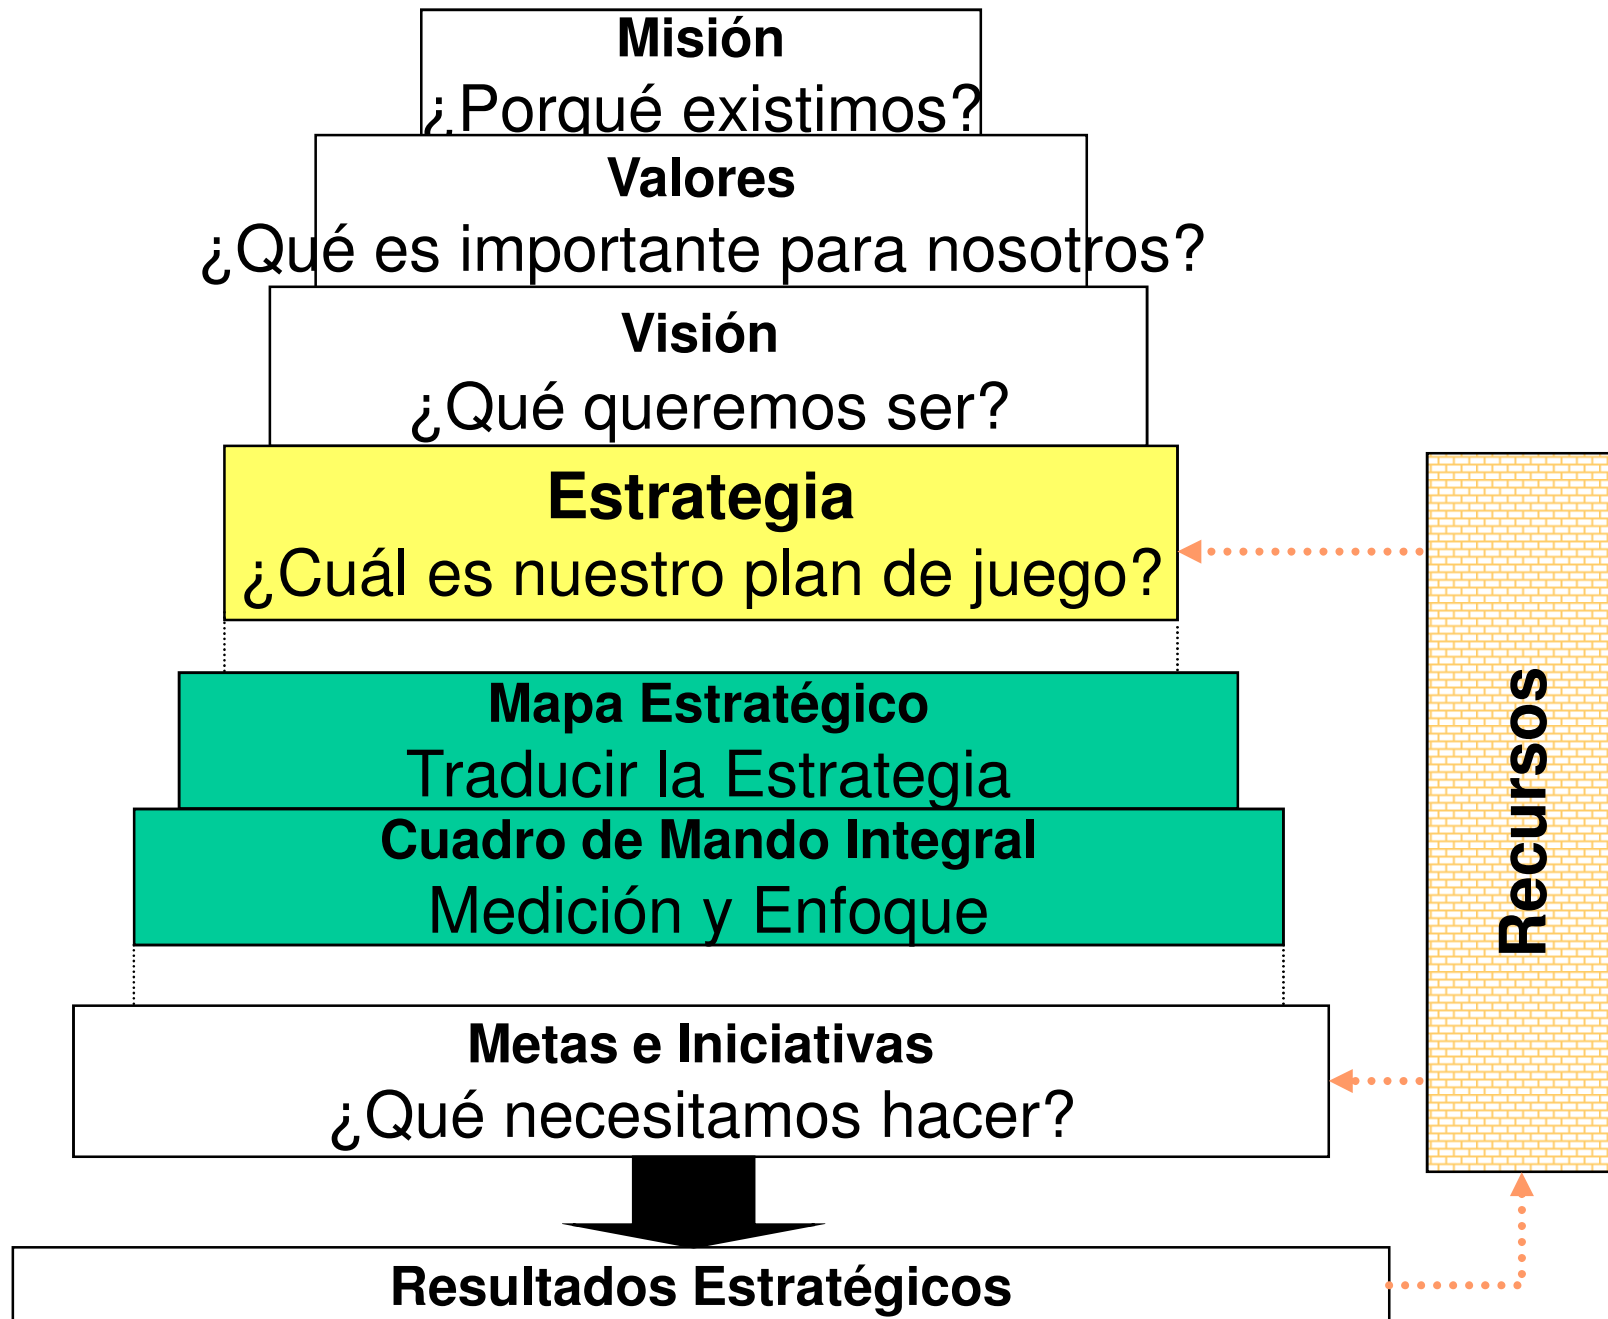 Misión
¿Porqué existimos?
Valores
¿Qué es importante para nosotros?
Visión
¿Qué queremos ser?
Estrategia
¿Cuál es nuestro plan de juego?
Mapa Estratégico
Traducir la Estrategia
Cuadro de Mando Integral
Medición y Enfoque
Metas e Iniciativas
¿Qué necesitamos hacer?
Resultados Estratégicos
Recursos